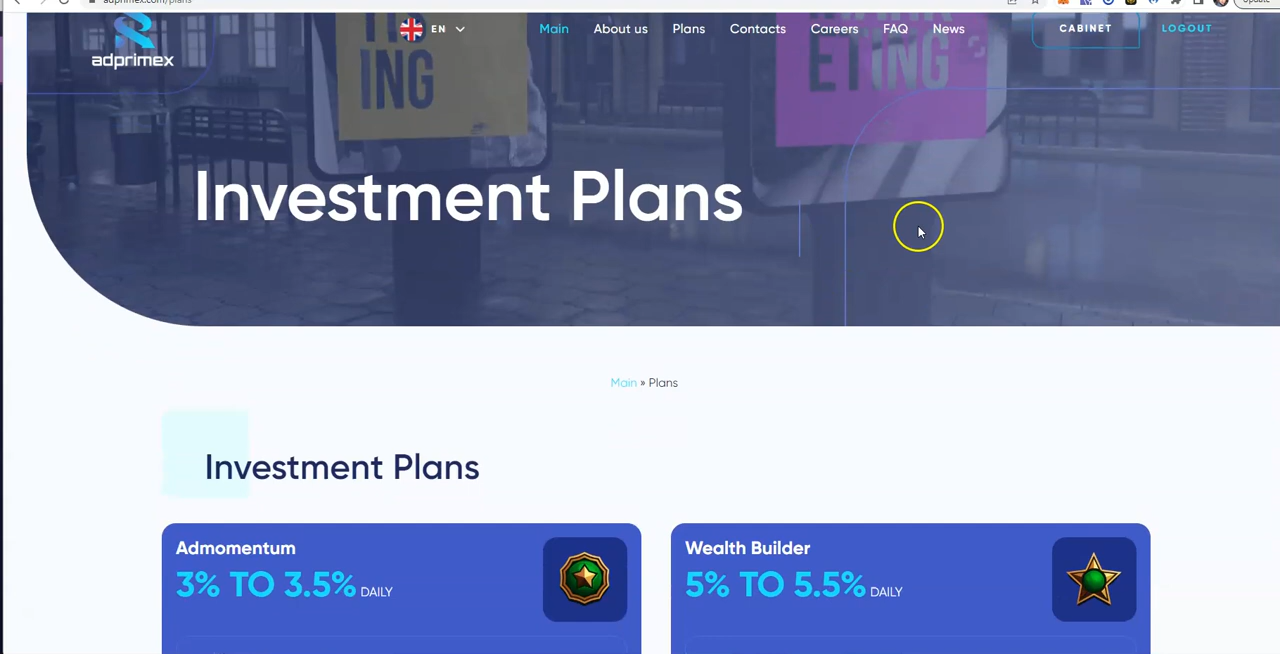 adprimex.com/plans
Update
adprimex
EN
Main
About us
Plans
Contacts
Careers
FAQ
News
CABINET
LOGOUT
ING
ETING
Investment Plans
Main » Plans
Investment Plans
Admomentum
3% TO 3.5% DAILY
Wealth Builder
5% TO 5.5% DAILY